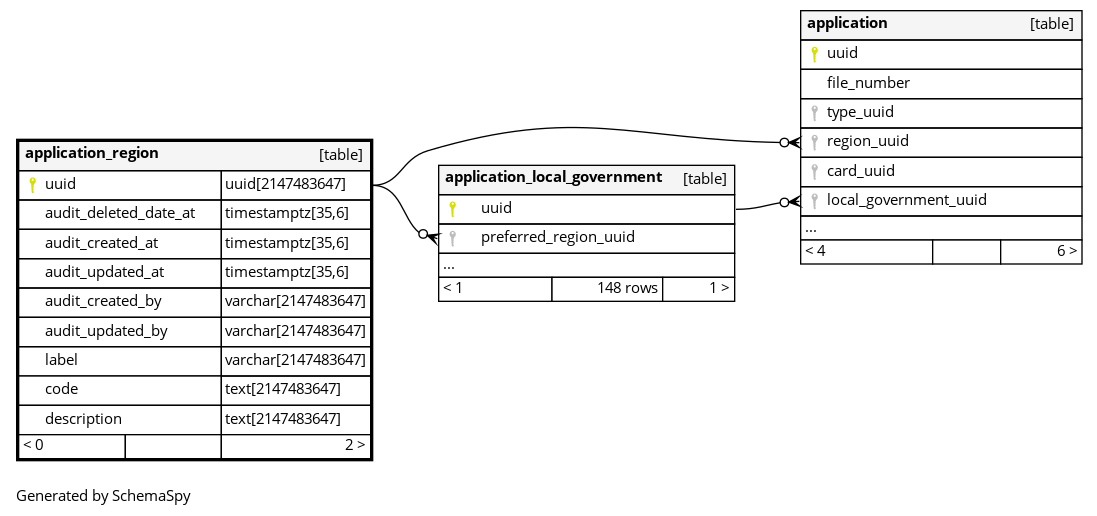 application [table]
uuid
file_number
type_uuid
region_uuid
card_uuid
local_government_uuid
...
< 4 6 >
application_region [table]
uuid uuid[2147483647]
audit_deleted_date_at timestamptz[35,6]
audit_created_at timestamptz[35,6]
audit_updated_at timestamptz[35,6]
audit_created_by varchar[2147483647]
audit_updated_by varchar[2147483647]
label varchar[2147483647]
code text[2147483647]
description text[2147483647]
< 0 2 >
application_local_government [table]
uuid
preferred_region_uuid
...
< 1 148 rows 1 >
Generated by SchemaSpy